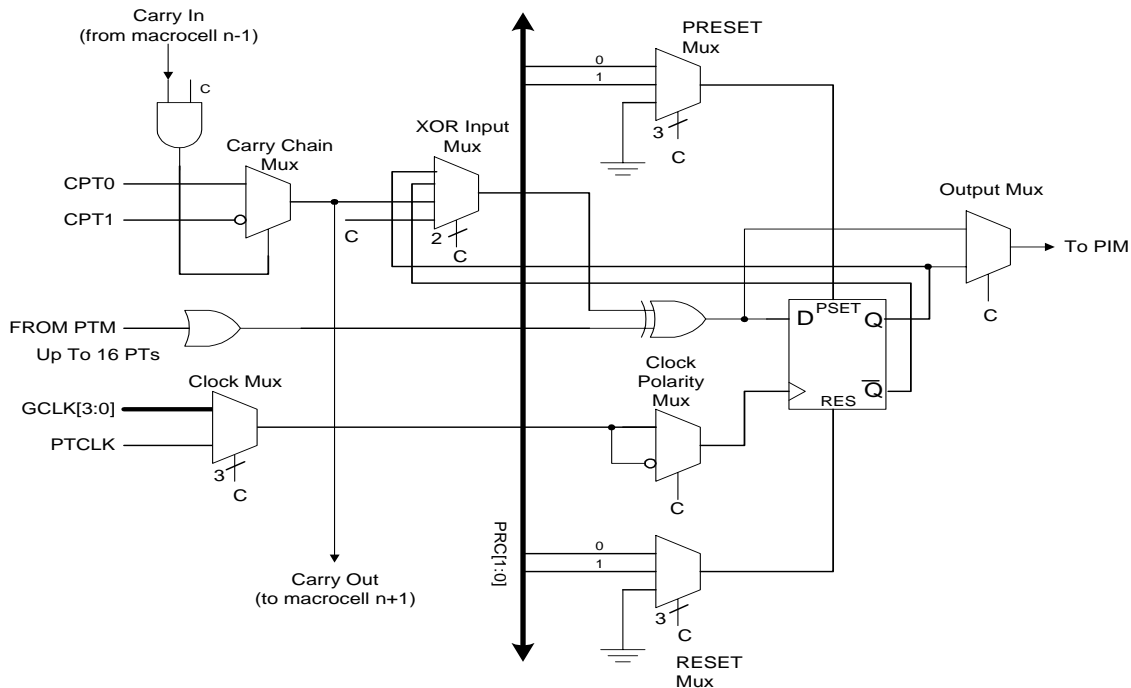 Carry In
(from macrocell n-1)
C
PRESET
Mux
0
1
3
C
Carry Chain
Mux
XOR Input
Mux
CPT0
CPT1
C
2
C
Output Mux
To PIM
C
FROM PTM
Up To 16 PTs
D
PSET
Q
Q
RES
Clock Mux
GCLK[3:0]
PTCLK
3
C
Clock
Polarity
Mux
C
PRC[1:0]
0
1
3
C
Carry Out
(to macrocell n+1)
RESET
Mux